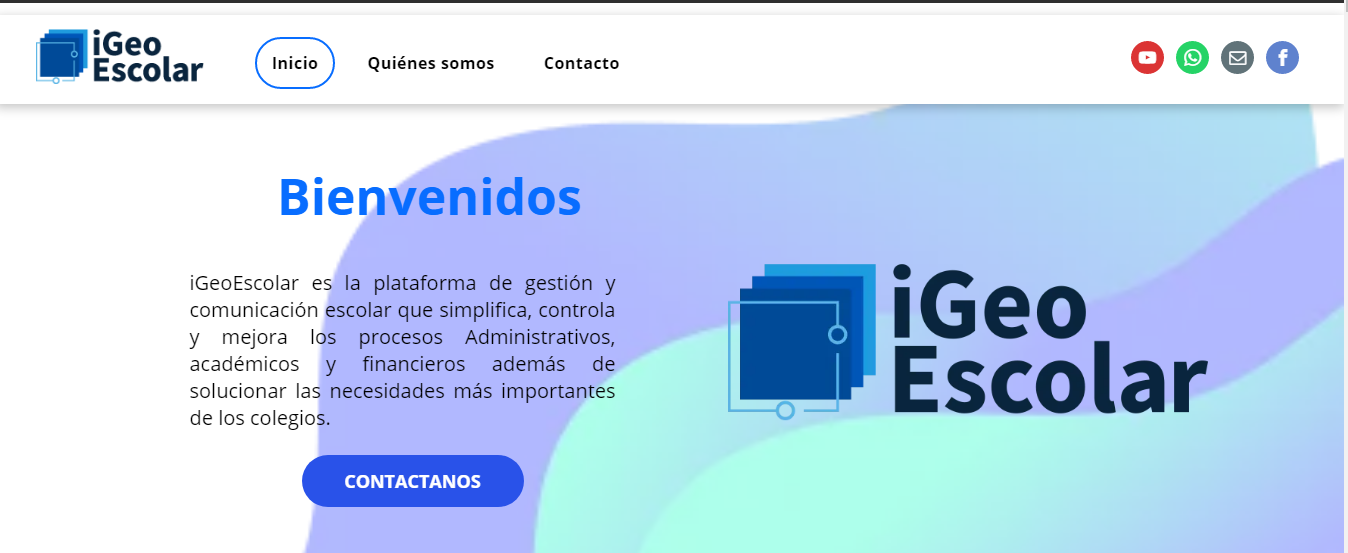 iGeo
Escolar
Inicio
Quiénes somos
Contacto
Bienvenidos
iGeoEscolar es la plataforma de gestión y
comunicación escolar que simplifica, controla
y mejora los procesos Administrativos,
académicos y financieros además de
solucionar las necesidades más importantes
de los colegios.
CONTACTANOS
iGeo
Escolar